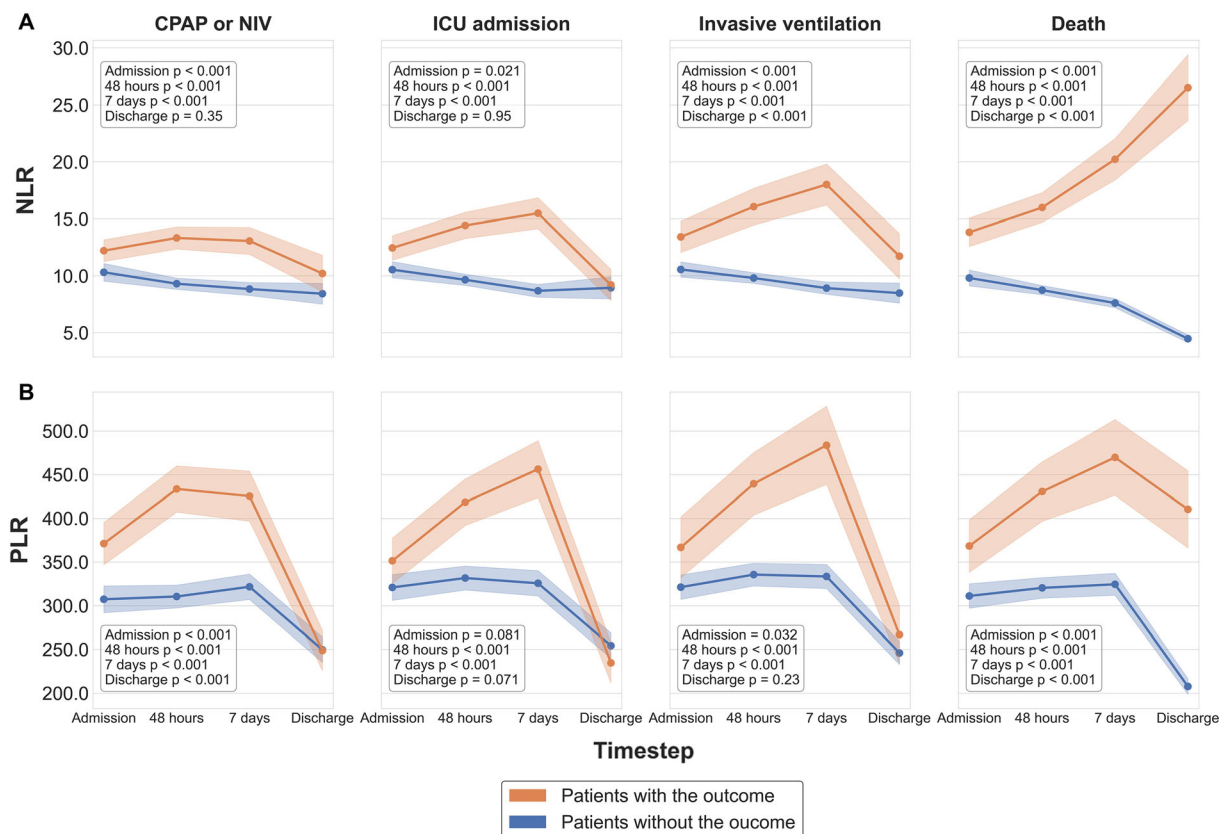 A
CPAP or NIV
ICU admission
Invasive ventilation
Death
NLR
30.0
25.0
20.0
15.0
10.0
5.0
Admission p < 0.001
48 hours p < 0.001
7 days p < 0.001
Discharge p = 0.35
Admission p = 0.021
48 hours p < 0.001
7 days p < 0.001
Discharge p = 0.95
Admission < 0.001
48 hours p < 0.001
7 days p < 0.001
Discharge p < 0.001
Admission p < 0.001
48 hours p < 0.001
7 days p < 0.001
Discharge p < 0.001
B
PLR
500.0
450.0
400.0
350.0
300.0
250.0
200.0
Admission p < 0.001
48 hours p < 0.001
7 days p < 0.001
Discharge p < 0.001
Admission p = 0.081
48 hours p < 0.001
7 days p < 0.001
Discharge p = 0.071
Admission = 0.032
48 hours p < 0.001
7 days p < 0.001
Discharge p = 0.23
Admission p < 0.001
48 hours p < 0.001
7 days p < 0.001
Discharge p < 0.001
Admission 48 hours 7 days Discharge
Admission 48 hours 7 days Discharge
Admission 48 hours 7 days Discharge
Admission 48 hours 7 days Discharge
Timestep
Patients with the outcome
Patients without the oucome